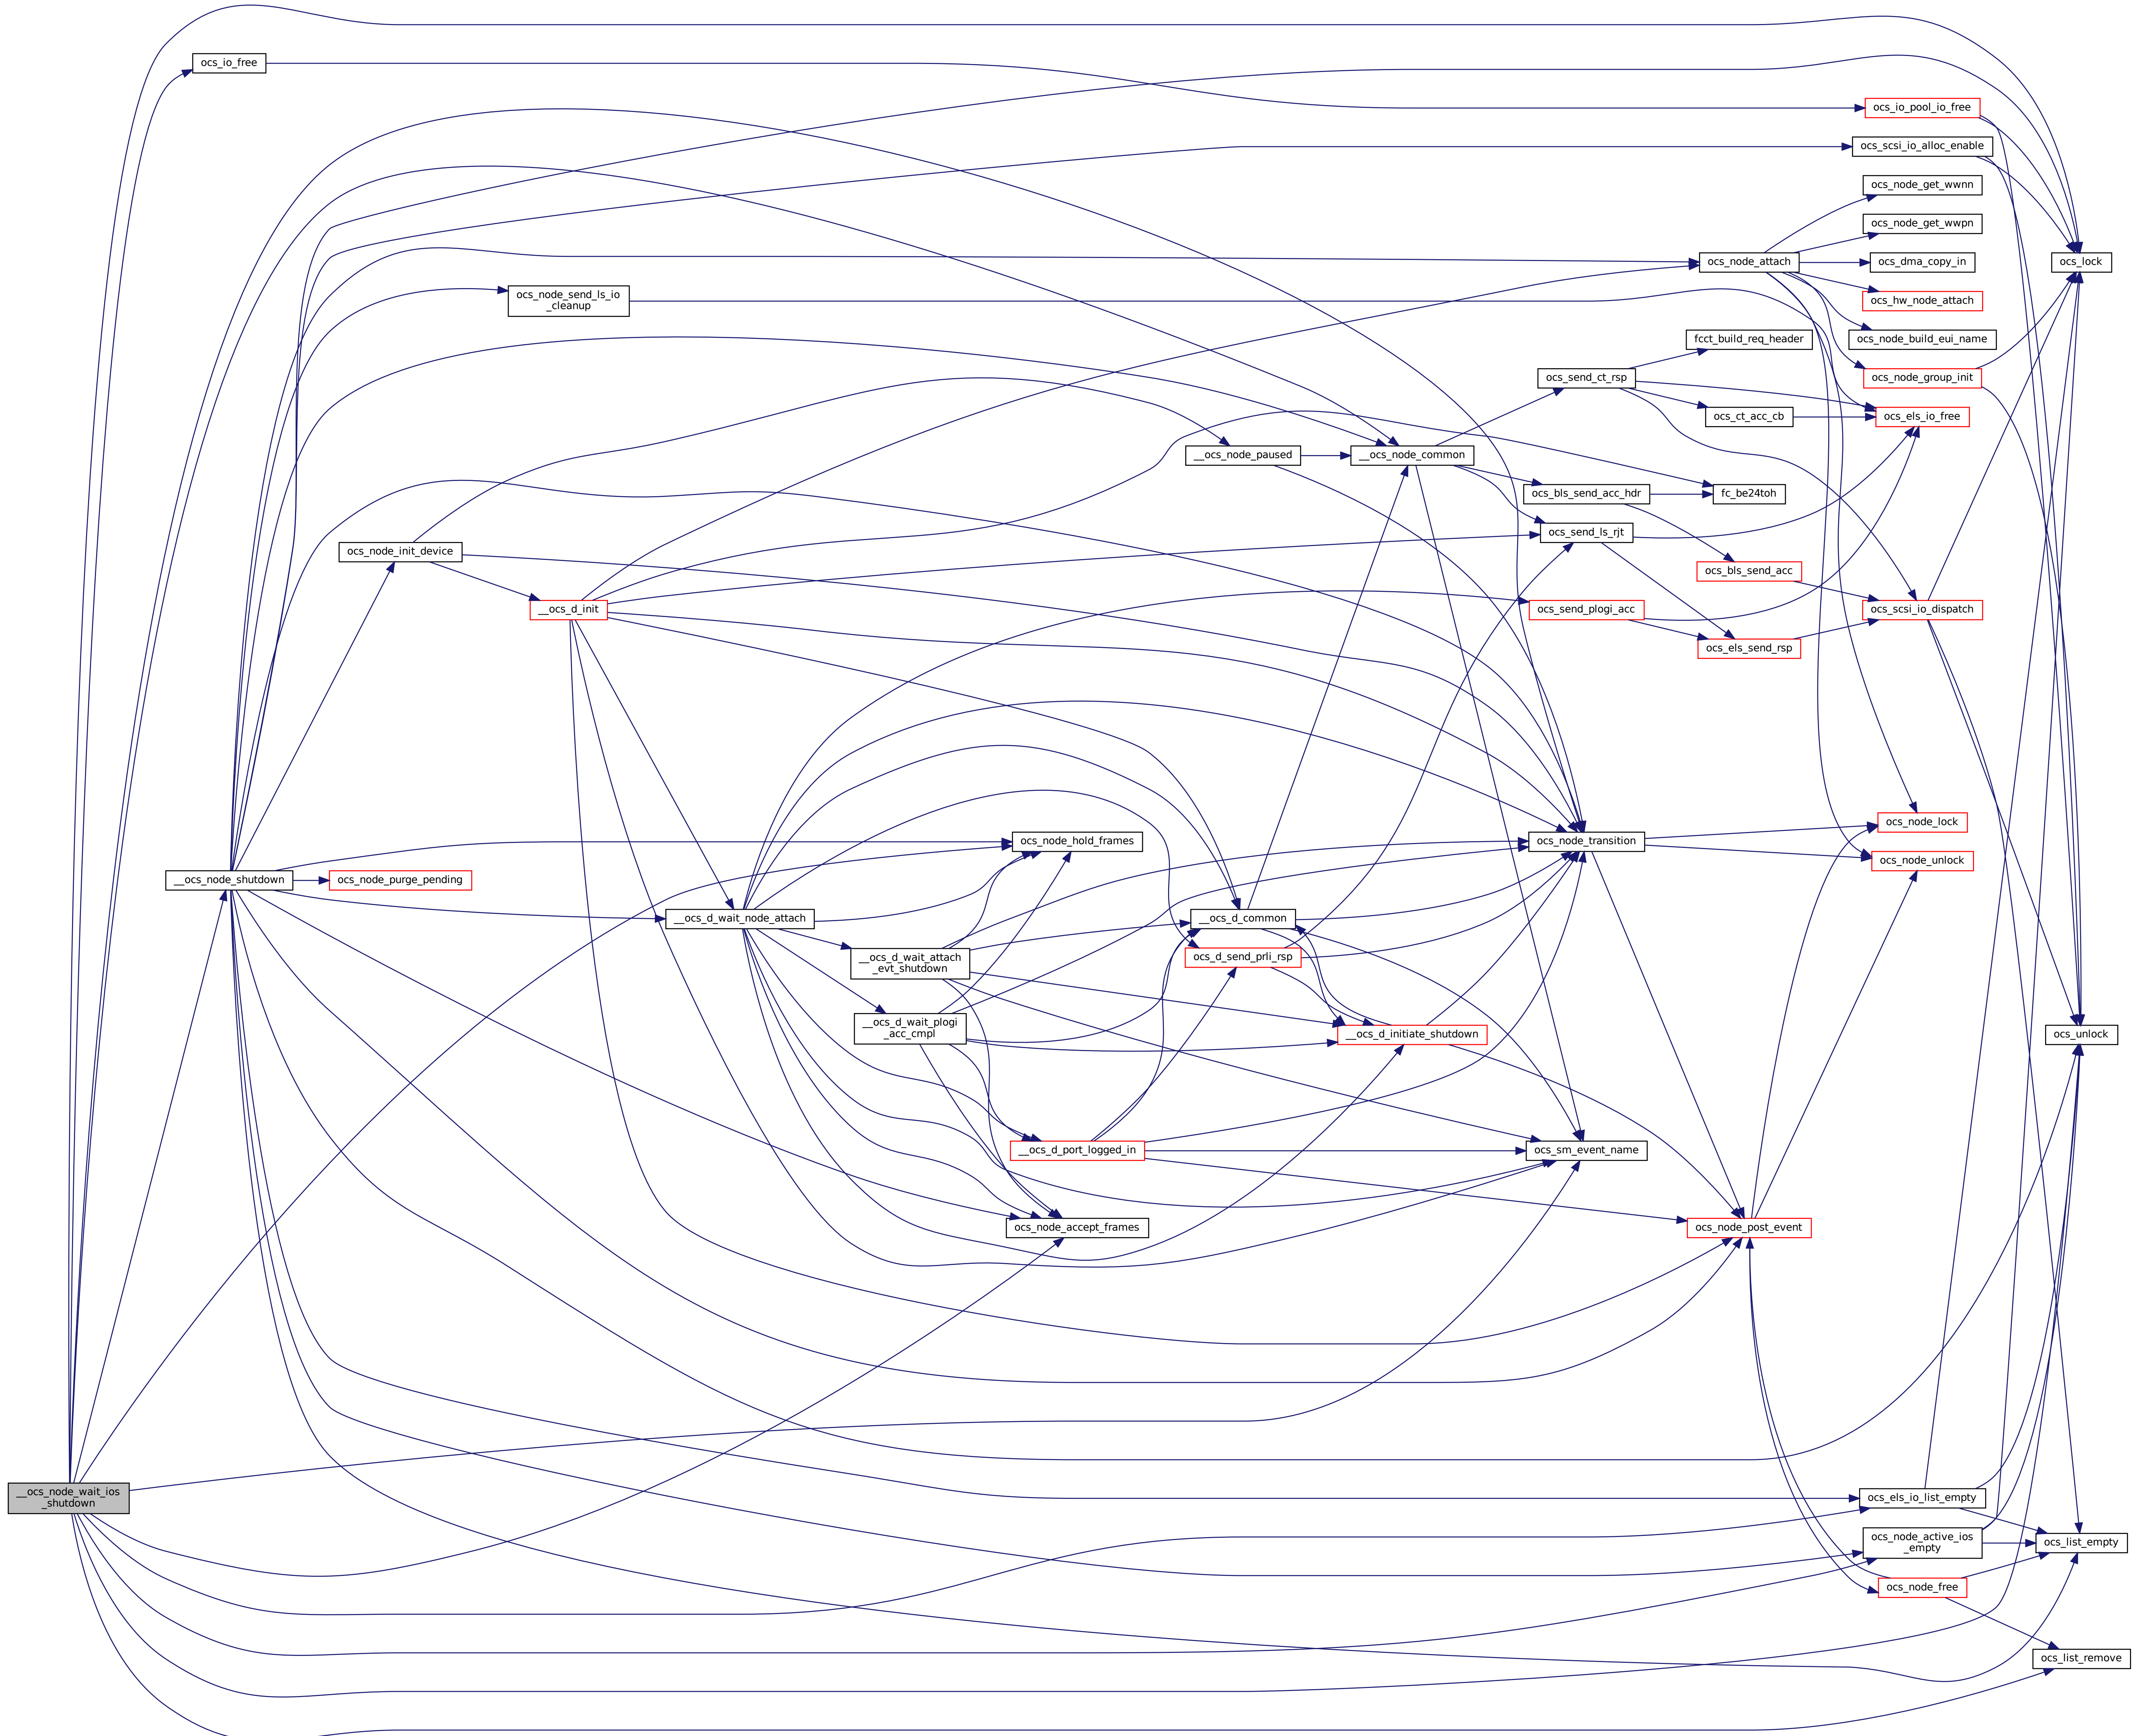 ocs_io_free
ocs_io_pool_io_free
ocs_scsi_io_alloc_enable
ocs_node_get_wwnn
ocs_node_get_wwpn
ocs_node_attach
ocs_dma_copy_in
ocs_lock
ocs_node_send_ls_io
_cleanup
ocs_hw_node_attach
fcct_build_req_header
ocs_node_build_eui_name
ocs_send_ct_rsp
ocs_node_group_init
ocs_ct_acc_cb
ocs_els_io_free
__ocs_node_paused
__ocs_node_common
ocs_bls_send_acc_hdr
fc_be24toh
ocs_send_ls_rjt
ocs_node_init_device
ocs_bls_send_acc
__ocs_d_init
ocs_send_plogi_acc
ocs_scsi_io_dispatch
ocs_els_send_rsp
ocs_node_lock
ocs_node_hold_frames
ocs_node_transition
ocs_node_unlock
__ocs_node_shutdown
ocs_node_purge_pending
__ocs_d_wait_node_attach
__ocs_d_common
__ocs_d_wait_attach
_evt_shutdown
ocs_d_send_prli_rsp
__ocs_d_wait_plogi
_acc_cmpl
__ocs_d_initiate_shutdown
ocs_unlock
__ocs_d_port_logged_in
ocs_sm_event_name
ocs_node_accept_frames
ocs_node_post_event
__ocs_node_wait_ios
_shutdown
ocs_els_io_list_empty
ocs_node_active_ios
_empty
ocs_list_empty
ocs_node_free
ocs_list_remove